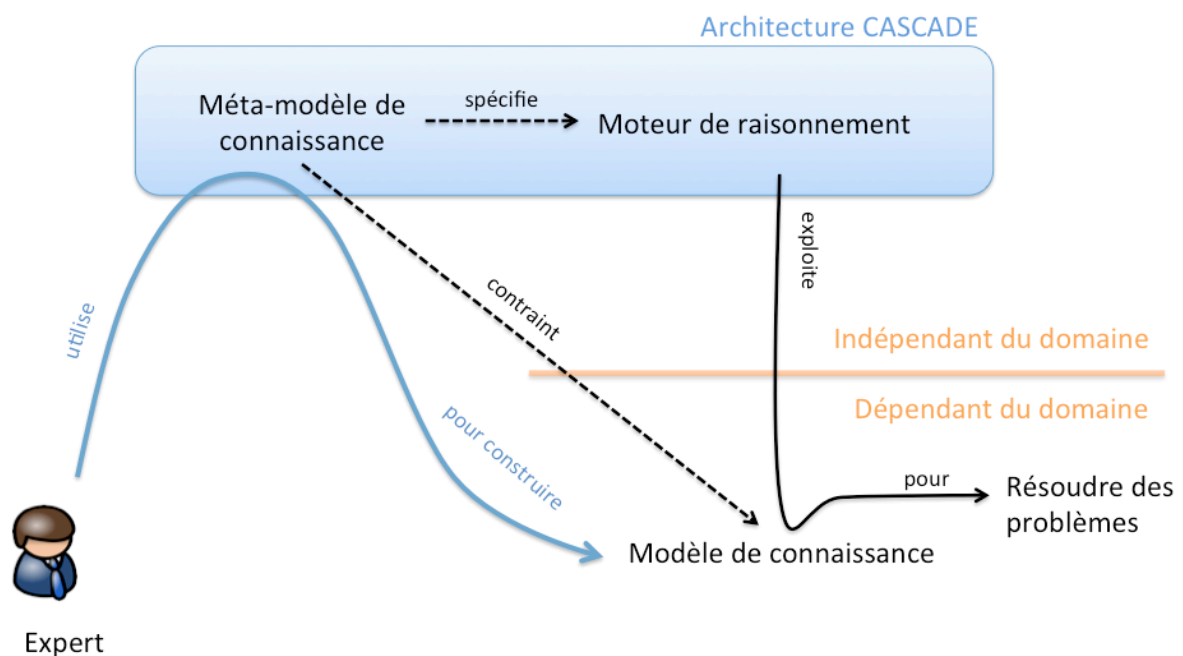 Architecture CASCADE
Méta-modèle de
connaissance
spécifie
Moteur de raisonnement
exploite
utilise
contraint
Indépendant du domaine
Dépendant du domaine
pour construire
pour
Résoudre des
problèmes
Modèle de connaissance
Expert